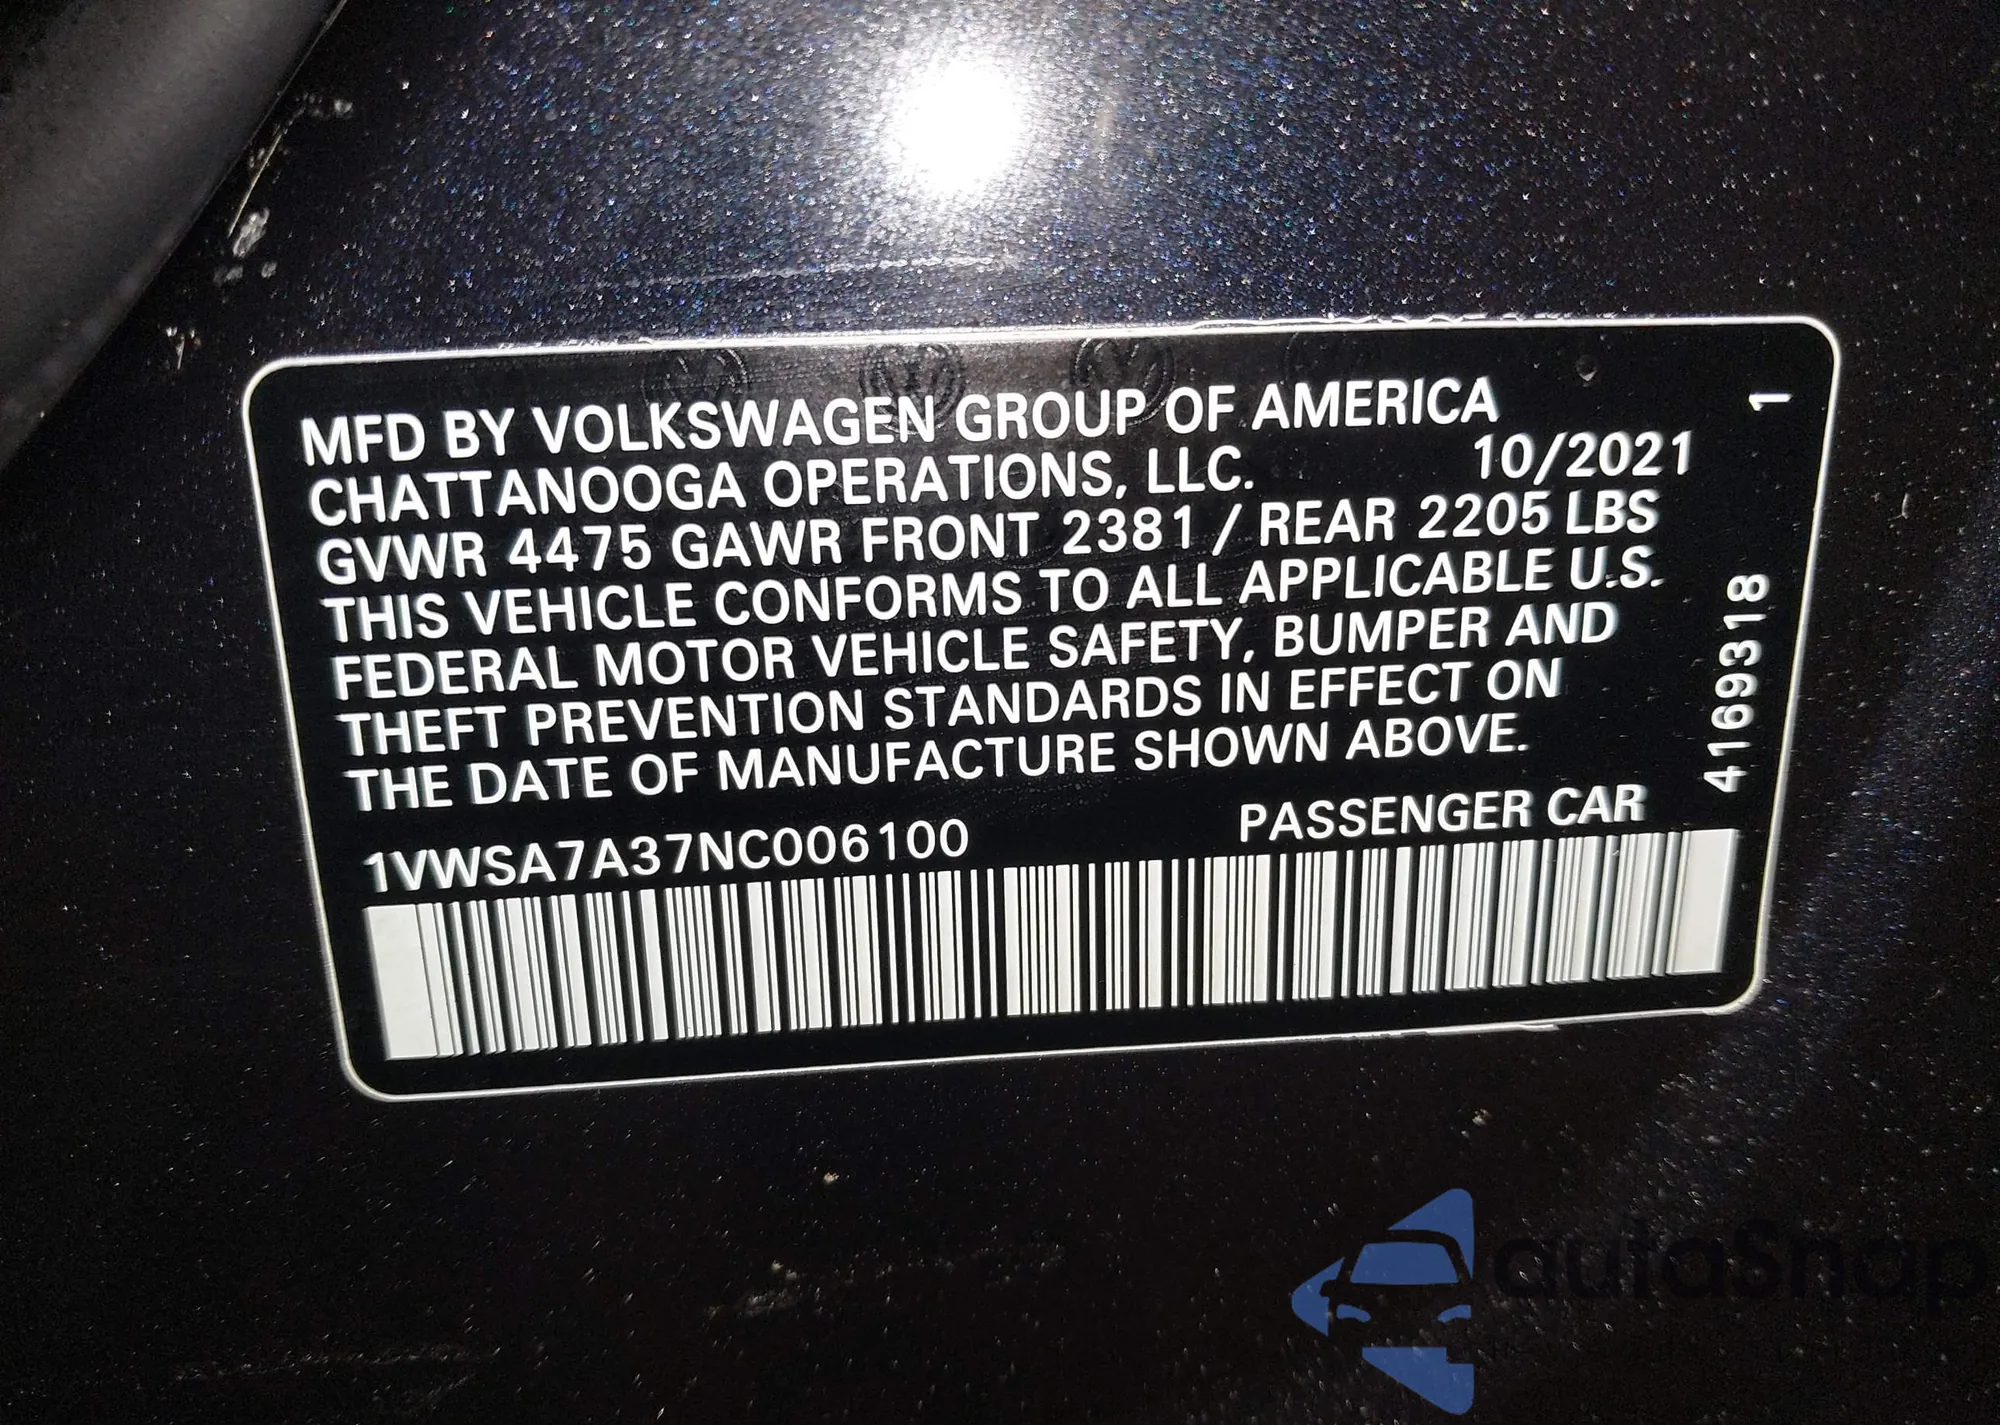 MFD BY VOLKSWAGEN GROUP OF AMERICA
CHATTANOOGA OPERATIONS, LLC. 10/2021
GVWR 4475 GAWR FRONT 2381 / REAR 2205 LBS
THIS VEHICLE CONFORMS TO ALL APPLICABLE U.S.
FEDERAL MOTOR VEHICLE SAFETY, BUMPER AND
THEFT PREVENTION STANDARDS IN EFFECT ON
THE DATE OF MANUFACTURE SHOWN ABOVE.
1VWSA7A37NC006100 PASSENGER CAR
4169318 1
autoSnap